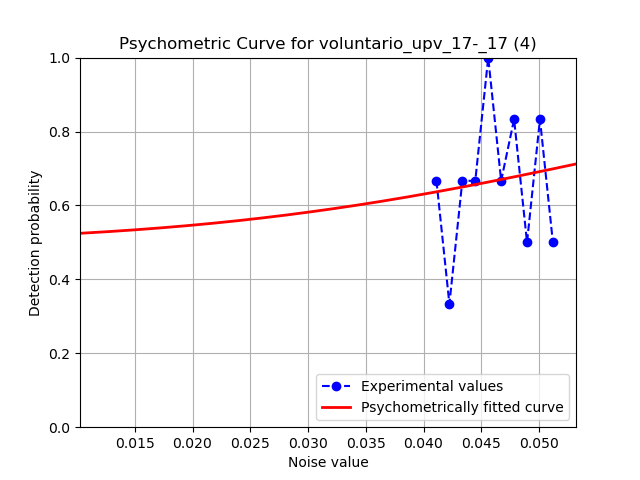 Psychometric Curve for voluntario_upv_17-_17 (4)
Detection probability
1.0
0.8
0.6
0.4
0.2
0.0
Experimental values
Psychometrically fitted curve
0.015 0.020 0.025 0.030 0.035 0.040 0.045 0.050
Noise value